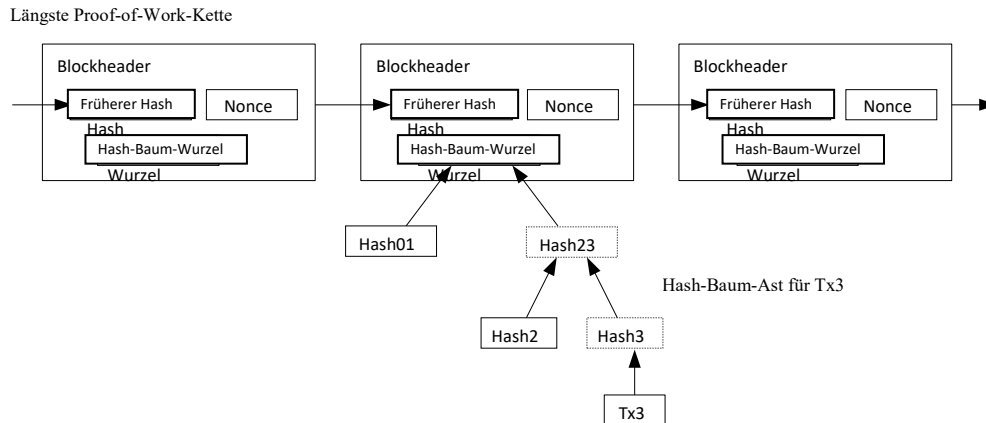 Längste Proof-of-Work-Kette
Blockheader
Blockheader
Blockheader
Früherer Hash
Nonce
Früherer Hash
Nonce
Früherer Hash
Nonce
Hash
Hash
Hash
Hash-Baum-Wurzel
Hash-Baum-Wurzel
Hash-Baum-Wurzel
Wurzel
Wurzel
Wurzel
Hash01
Hash23
Hash-Baum-Ast für Tx3
Hash2
Hash3
Tx3